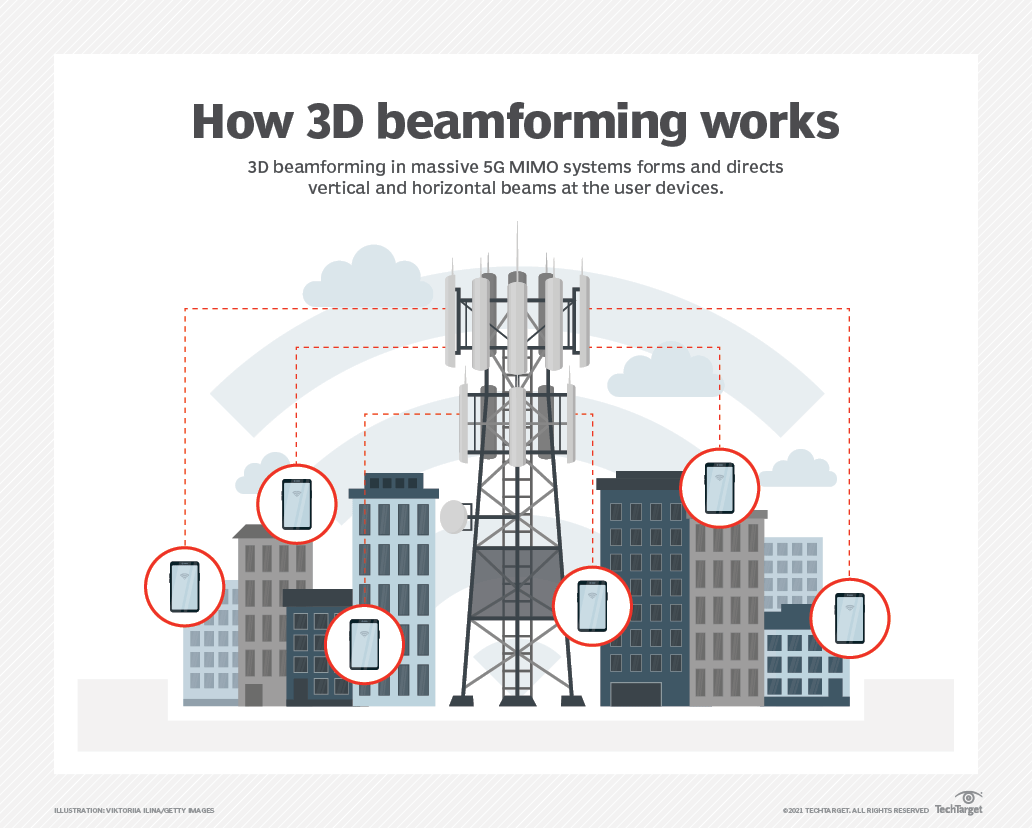 How 3D beamforming works
3D beamforming in massive 5G MIMO systems forms and directs
vertical and horizontal beams at the user devices.
ILLUSTRATION: VIKTORIIA ILINA/GETTY IMAGES
©2021 TECHTARGET. ALL RIGHTS RESERVED
TechTarget